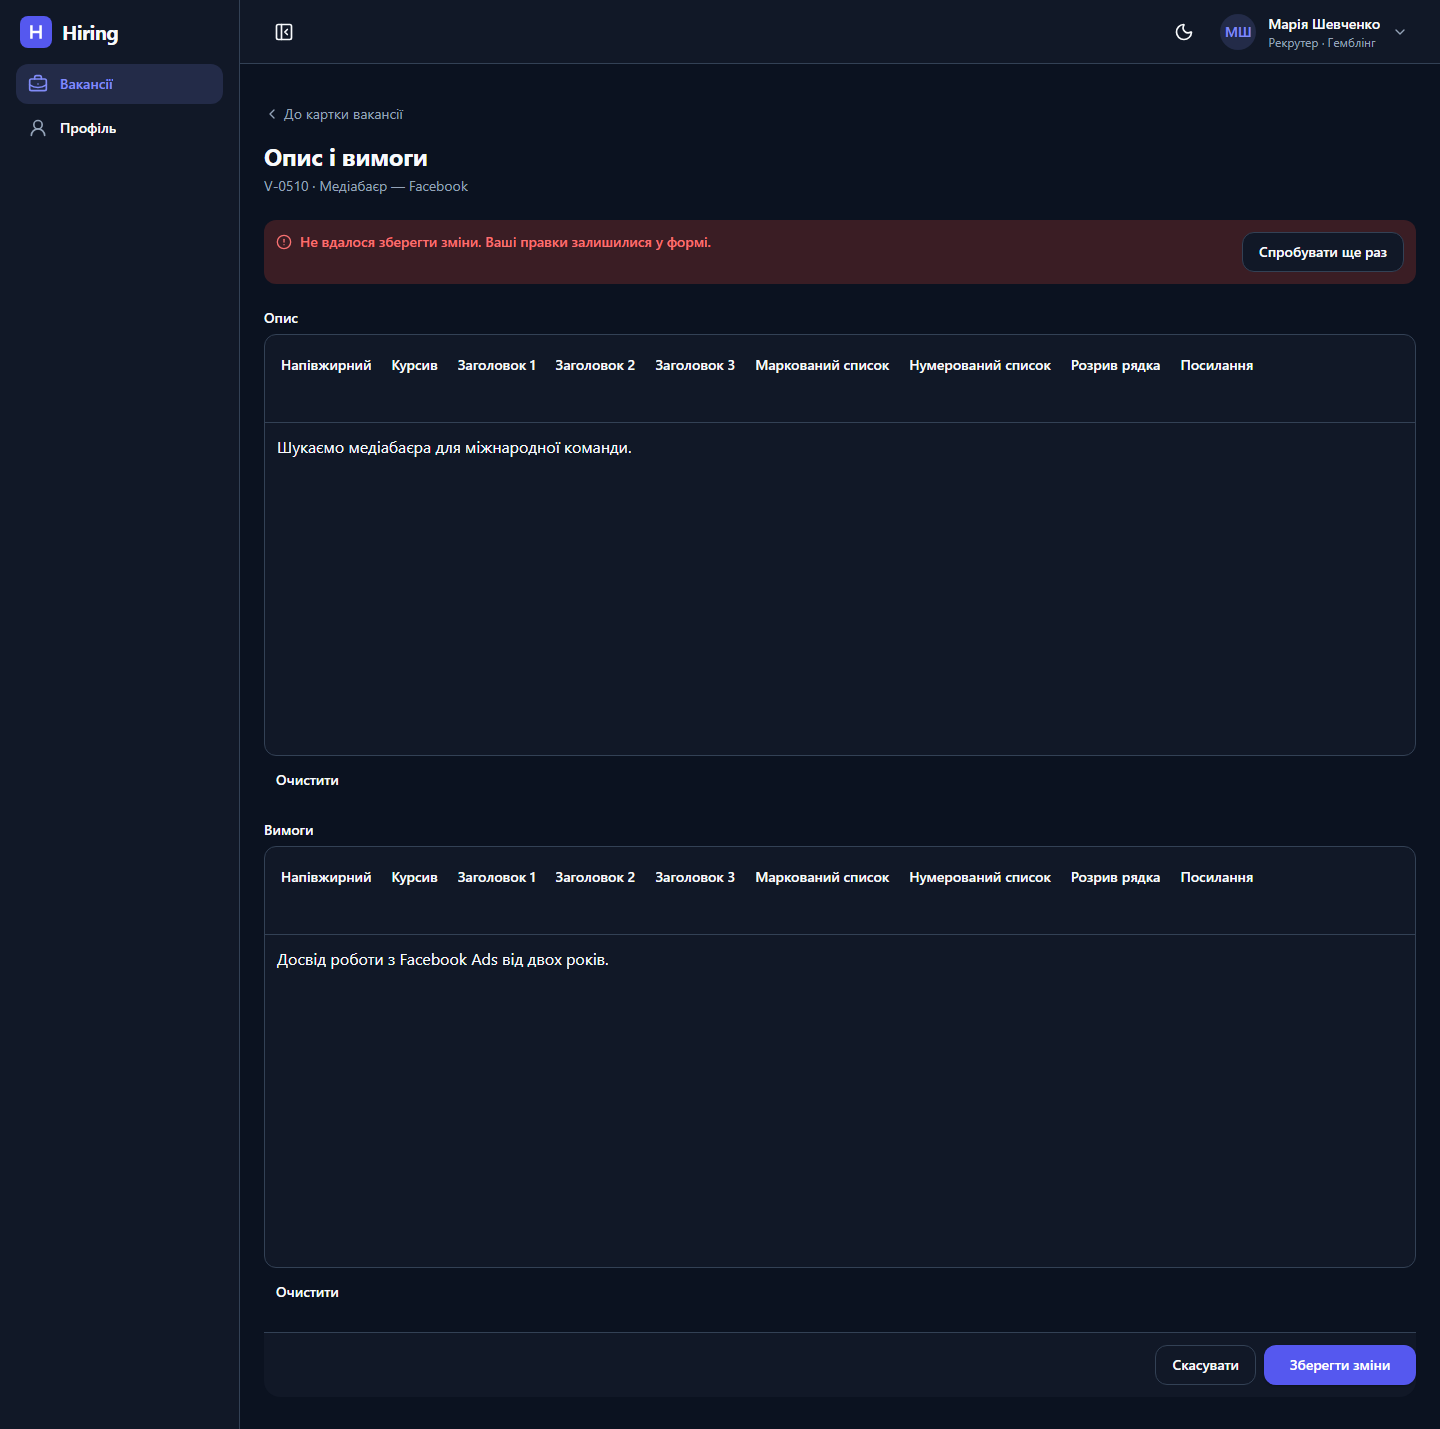 H Hiring
Вакансії
Профіль
МШ
Марія Шевченко
Рекрутер · Гемблінг
До картки вакансії
Опис і вимоги
V-0510 · Медіабаєр — Facebook
Не вдалося зберегти зміни. Ваші правки залишилися у формі.
Спробувати ще раз
Опис
Напівжирний Курсив Заголовок 1 Заголовок 2 Заголовок 3 Маркований список Нумерований список Розрив рядка Посилання
Шукаємо медіабаєра для міжнародної команди.
Очистити
Вимоги
Напівжирний Курсив Заголовок 1 Заголовок 2 Заголовок 3 Маркований список Нумерований список Розрив рядка Посилання
Досвід роботи з Facebook Ads від двох років.
Очистити
Скасувати Зберегти зміни